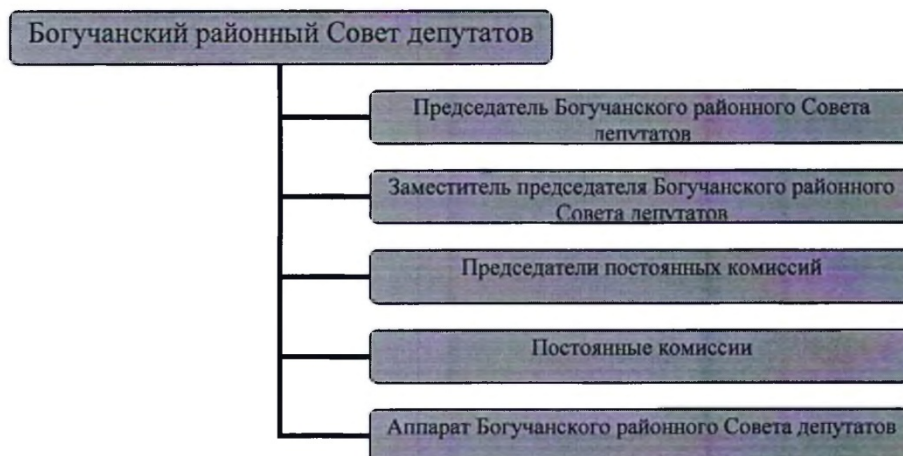 Богучанский районный Совет депутатов
Председатель Богучанского районного Совета
депутатов
Заместитель председателя Богучанского районного
Совета депутатов
Председатели постоянных комиссий
Постоянные комиссии
Аппарат Богучанского районного Совета депутатов